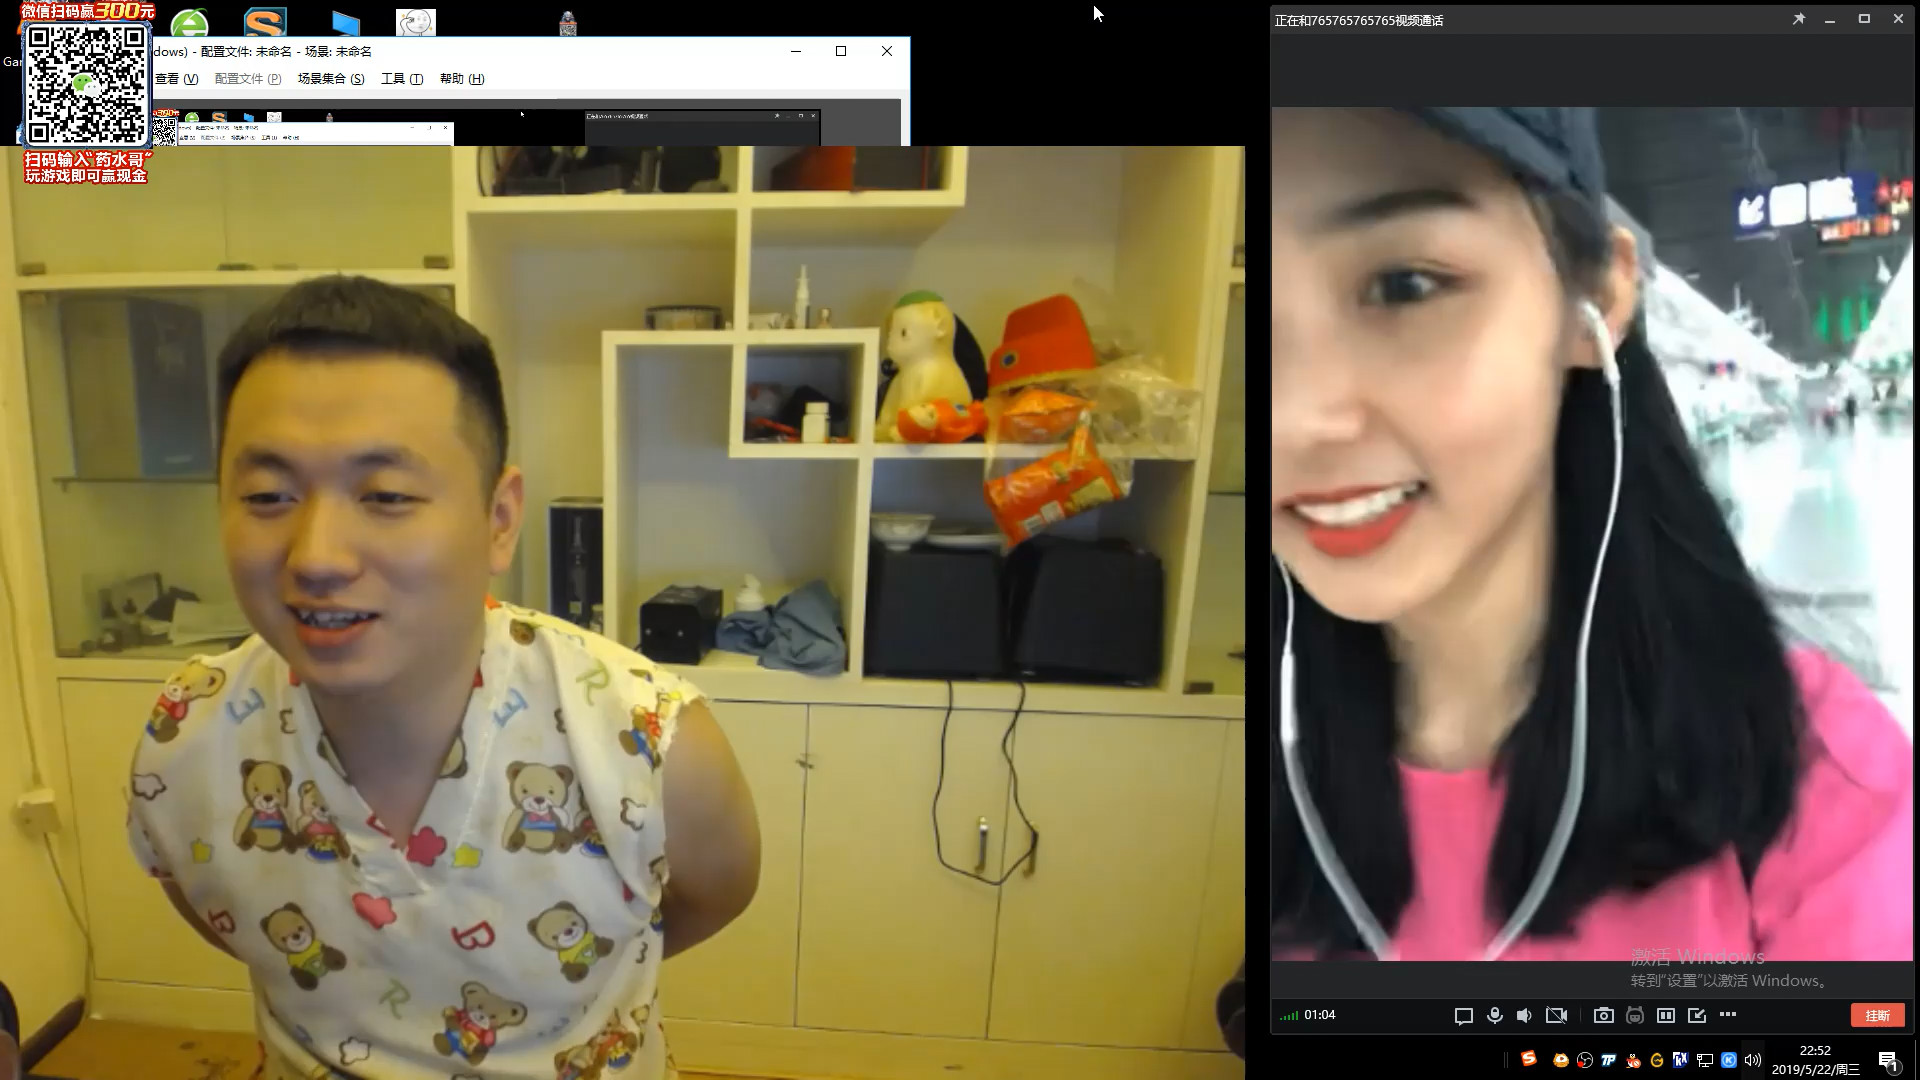 微信扫码赢300元
扫码输入“药水哥”
玩游戏即可赢现金
dows) - 配置文件: 未命名 - 场景: 未命名
查看 (V) 配置文件 (P) 场景集合 (S) 工具 (T) 帮助 (H)
正在和765765765765视频通话
E
R
B
R
B
激活 Windows
转到“设置”以激活 Windows。
01:04
挂断
22:52
2019/5/22/周三
1